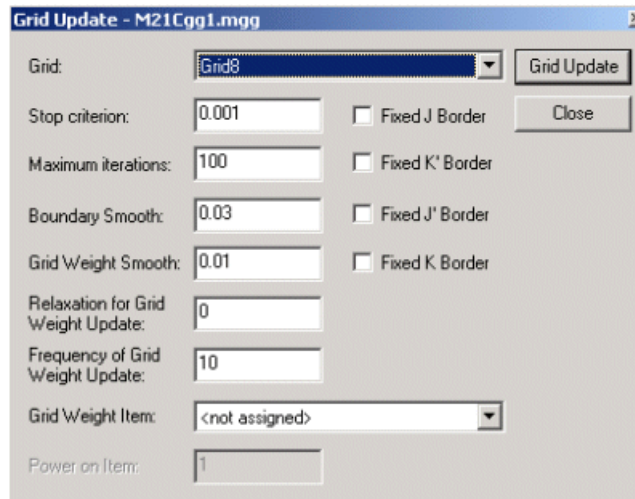 Grid Update - M21Cgg1.mgg
Grid: Grid8 Grid Update
Stop criterion: 0.001 Fixed J Border Close
Maximum iterations: 100 Fixed K' Border
Boundary Smooth: 0.03 Fixed J' Border
Grid Weight Smooth: 0.01 Fixed K Border
Relaxation for Grid
Weight Update: 0
Frequency of Grid
Weight Update: 10
Grid Weight Item: <not assigned>
Power on Item: 1